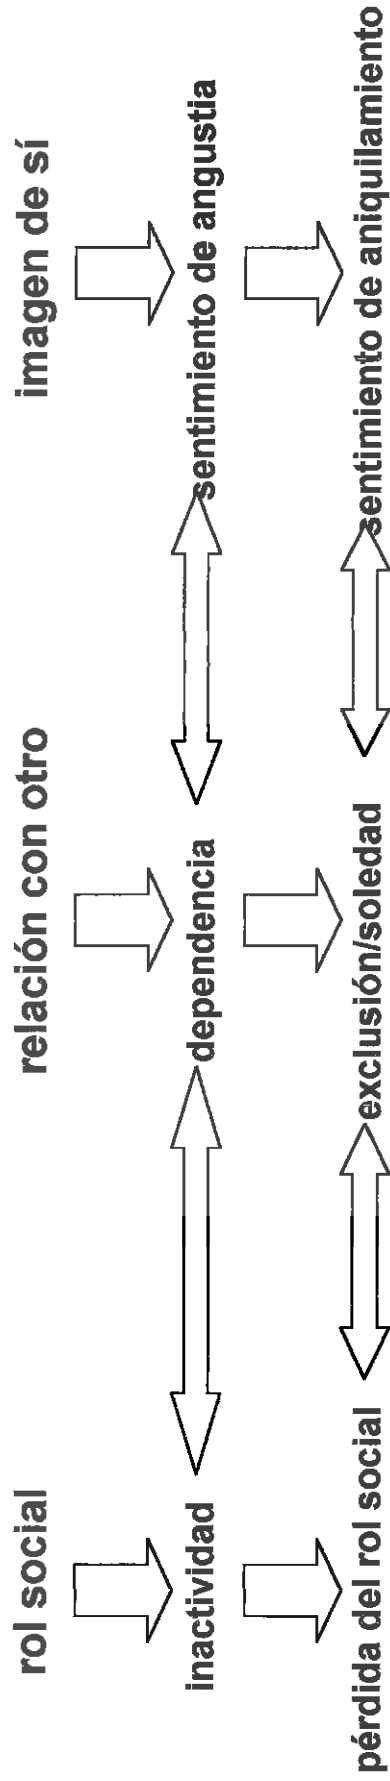 rol social
relación con otro
imagen de sí
inactividad
dependencia
sentimiento de angustia
pérdida del rol social
exclusión/soledad
sentimiento de aniquilamiento